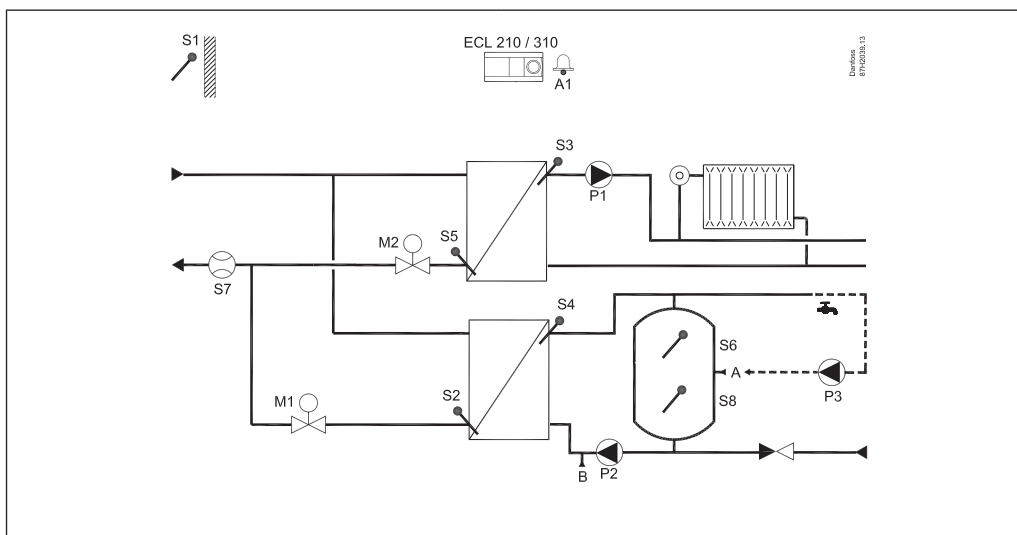 S1
ECL 210 / 310
A1
Danfoss
87H2039.13
S3
P1
M2
S5
S7
S4
S6
A
S8
P3
M1
S2
B
P2